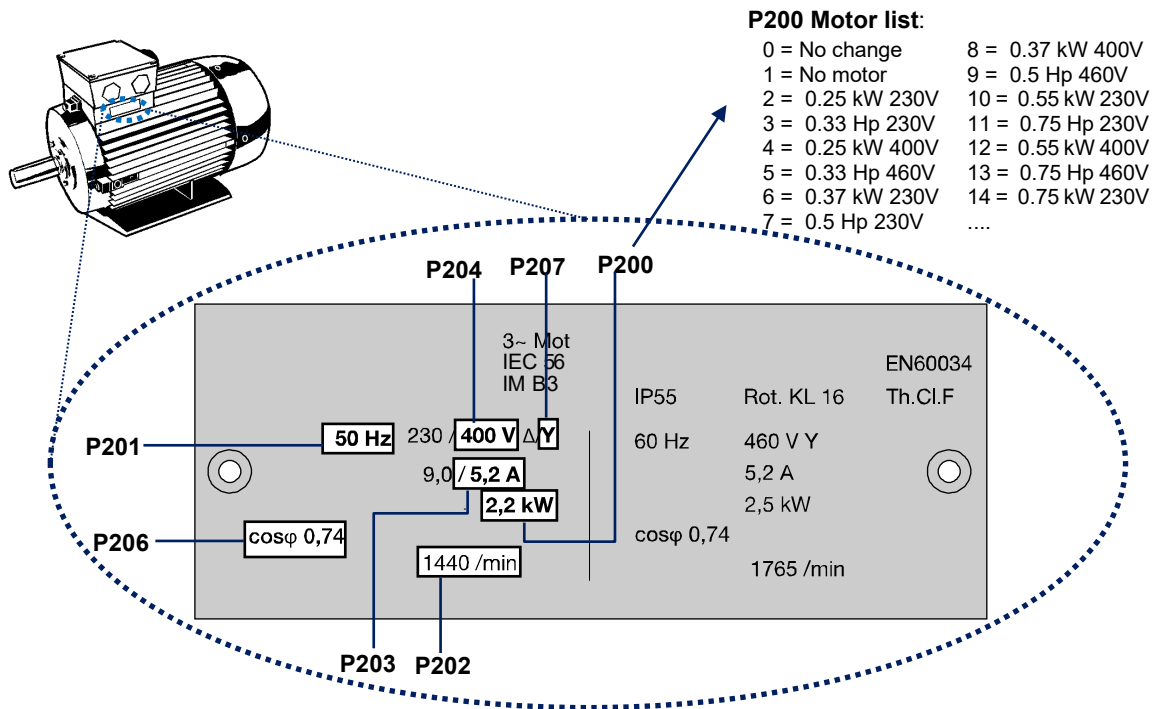 P200 Motor list:
0 = No change
1 = No motor
2 = 0.25 kW 230V
3 = 0.33 Hp 230V
4 = 0.25 kW 400V
5 = 0.33 Hp 460V
6 = 0.37 kW 230V
7 = 0.5 Hp 230V
8 = 0.37 kW 400V
9 = 0.5 Hp 460V
10 = 0.55 kW 230V
11 = 0.75 Hp 230V
12 = 0.55 kW 400V
13 = 0.75 Hp 460V
14 = 0.75 kW 230V
....
P204 P207 P200
3~ Mot
IEC 56
IM B3
EN60034
IP55 Rot. KL 16 Th.Cl.F
P201
50 Hz 230 / 400 V Δ/Y
60 Hz 460 V Y
9,0 / 5,2 A
5,2 A
2,2 kW
2,5 kW
P206
cosφ 0,74
cosφ 0,74
1440 /min
1765 /min
P203 P202